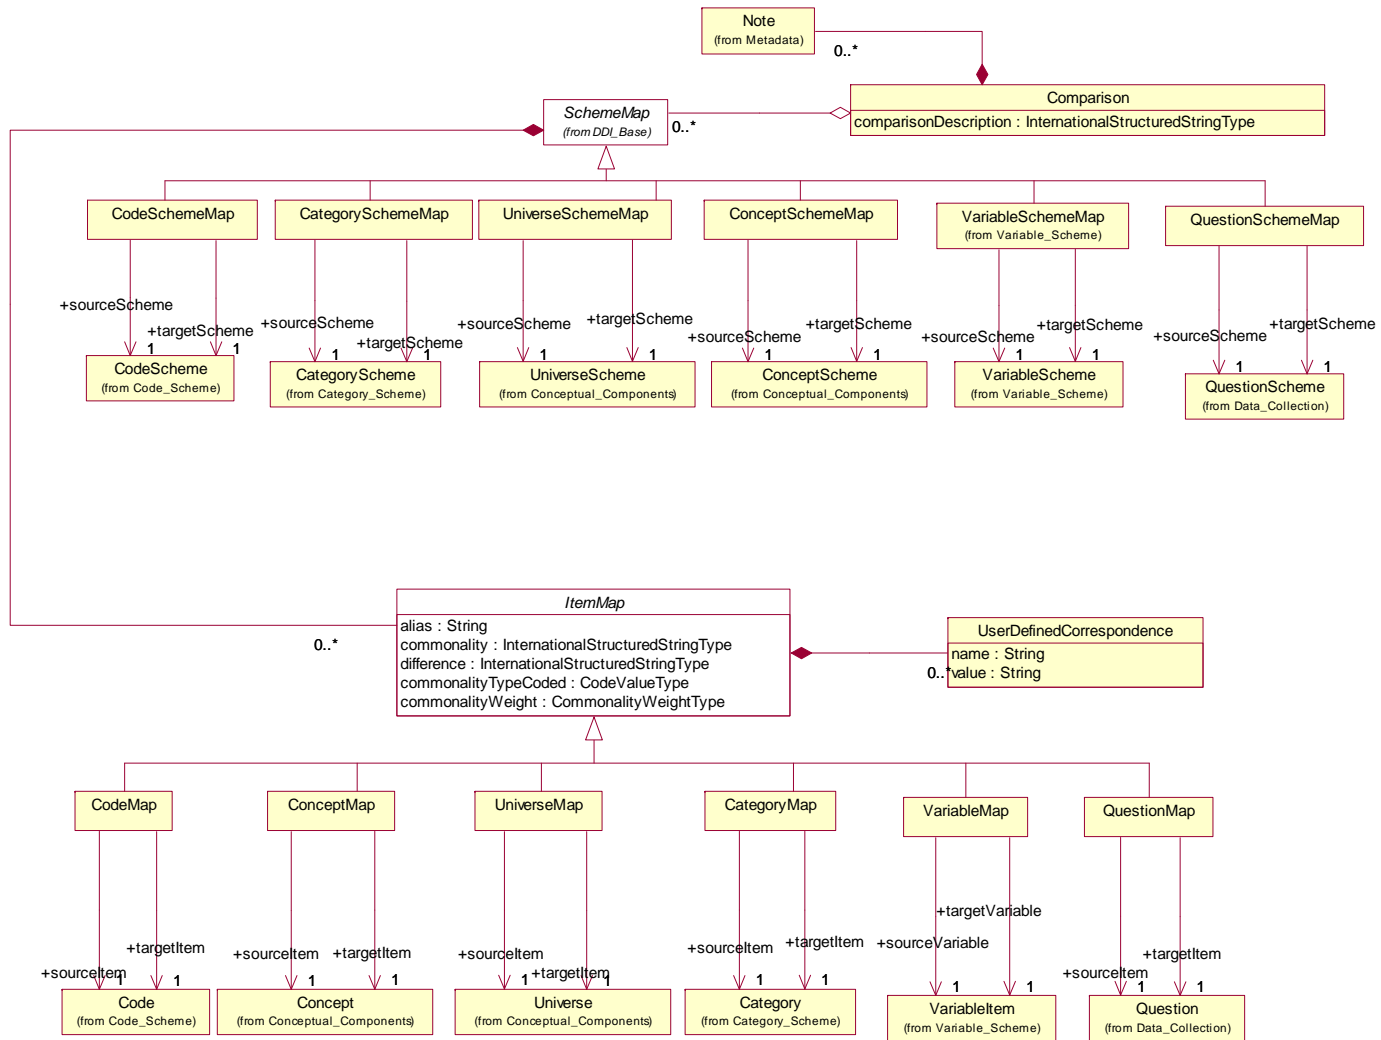 Note
(from Metadata)
0..*
Comparison
comparisonDescription : InternationalStructuredStringType
SchemeMap
(from DDI_Base)
0..*
CodeSchemeMap
CategorySchemeMap
UniverseSchemeMap
ConceptSchemeMap
VariableSchemeMap
(from Variable_Scheme)
QuestionSchemeMap
+sourceScheme
+targetScheme
1
1
+sourceScheme
+targetScheme
1
1
+sourceScheme
+targetScheme
1
1
+sourceScheme
+targetScheme
1
1
+sourceScheme
+targetScheme
1
1
+sourceScheme
+targetScheme
1
1
CodeScheme
(from Code_Scheme)
CategoryScheme
(from Category_Scheme)
UniverseScheme
(from Conceptual_Components)
ConceptScheme
(from Conceptual_Components)
VariableScheme
(from Variable_Scheme)
QuestionScheme
(from Data_Collection)
ItemMap
alias : String
commonality : InternationalStructuredStringType
difference : InternationalStructuredStringType
commonalityTypeCoded : CodeValueType
commonalityWeight : CommonalityWeightType
0..*
UserDefinedCorrespondence
name : String
value : String
0..*
CodeMap
ConceptMap
UniverseMap
CategoryMap
VariableMap
QuestionMap
+sourceItem
+targetItem
1
1
+sourceItem
+targetItem
1
1
+sourceItem
+targetItem
1
1
+sourceItem
+targetItem
1
1
+targetVariable
+sourceVariable
1
1
+sourceItem
+targetItem
1
1
Code
(from Code_Scheme)
Concept
(from Conceptual_Components)
Universe
(from Conceptual_Components)
Category
(from Category_Scheme)
VariableItem
(from Variable_Scheme)
Question
(from Data_Collection)